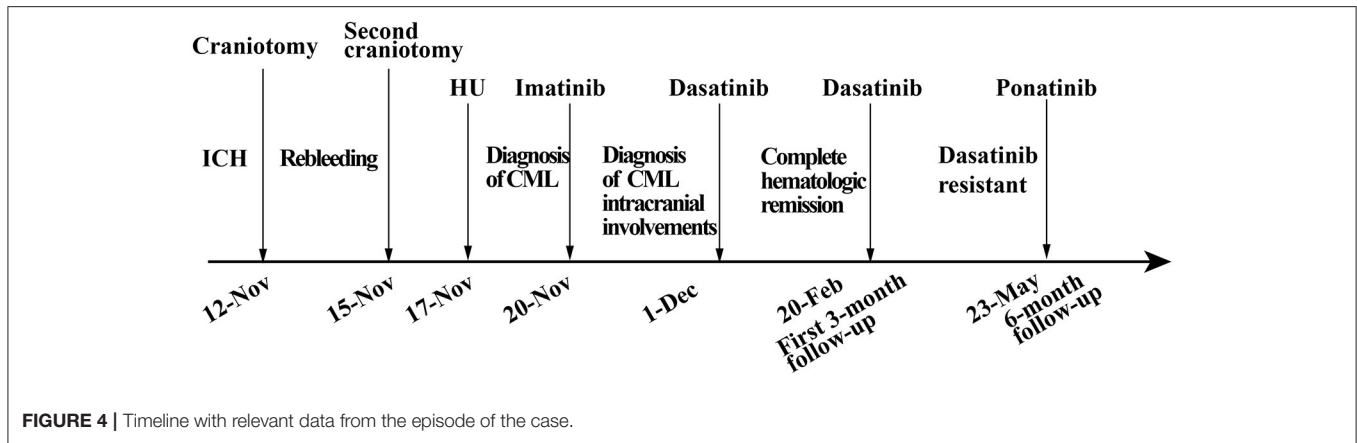 Craniotomy
Second
craniotomy
HU
Imatinib
Dasatinib
Dasatinib
Ponatinib
ICH
Rebleeding
Diagnosis
of CML
Diagnosis
of CML
intracranial
involvements
Complete
hematologic
remission
Dasatinib
resistant
12-Nov
15-Nov
17-Nov
20-Nov
1-Dec
20-Feb
First 3-month
follow-up
23-May
6-month
follow-up
FIGURE 4 | Timeline with relevant data from the episode of the case.